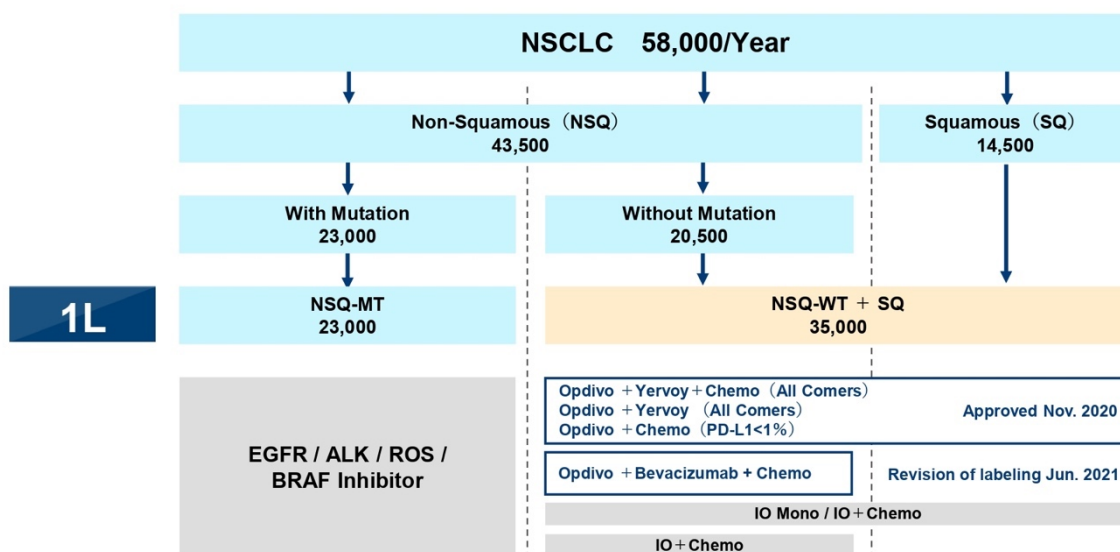 NSCLC 58,000/Year
Non-Squamous（NSQ）
43,500
Squamous（SQ）
14,500
With Mutation
23,000
Without Mutation
20,500
1L
NSQ-MT
23,000
NSQ-WT + SQ
35,000
EGFR / ALK / ROS /
BRAF Inhibitor
Opdivo +Yervoy+Chemo（All Comers）
Opdivo +Yervoy（All Comers）
Opdivo +Chemo（PD-L1<1%）
Approved Nov. 2020
Opdivo +Bevacizumab + Chemo
Revision of labeling Jun. 2021
IO Mono / IO+Chemo
IO+Chemo